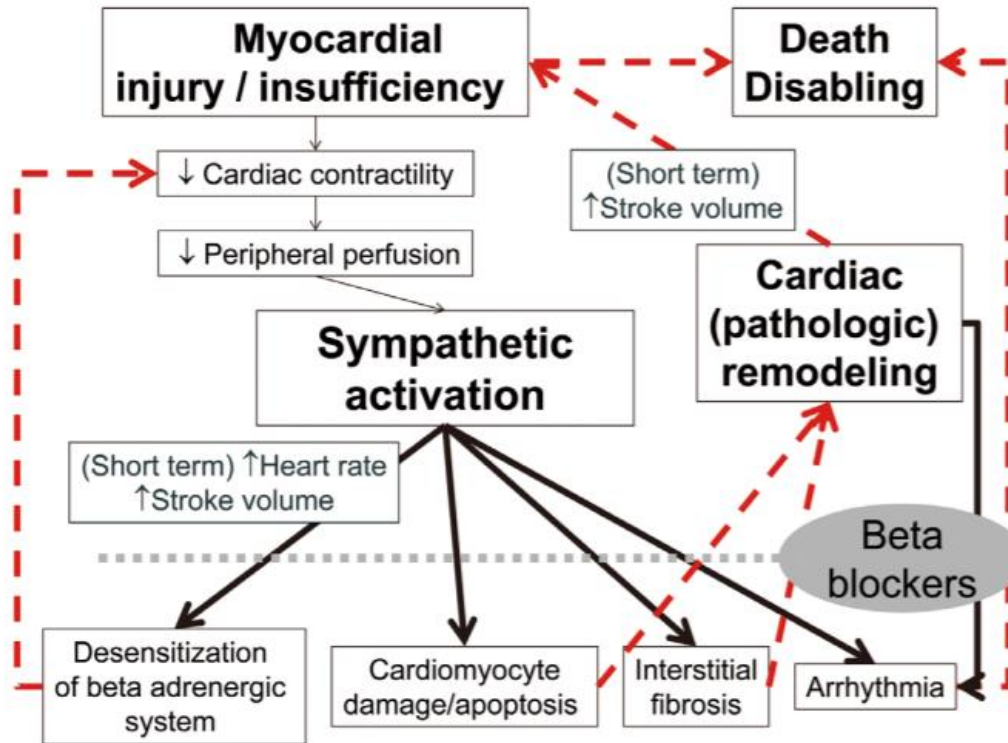 Myocardial
injury / insufficiency
Death
Disabling
↓ Cardiac contractility
(Short term)
↑Stroke volume
↓ Peripheral perfusion
Cardiac
(pathologic)
remodeling
Sympathetic
activation
(Short term) ↑Heart rate
↑Stroke volume
Beta
blockers
Desensitization
of beta adrenergic
system
Cardiomyocyte
damage/apoptosis
Interstitial
fibrosis
Arrhythmia